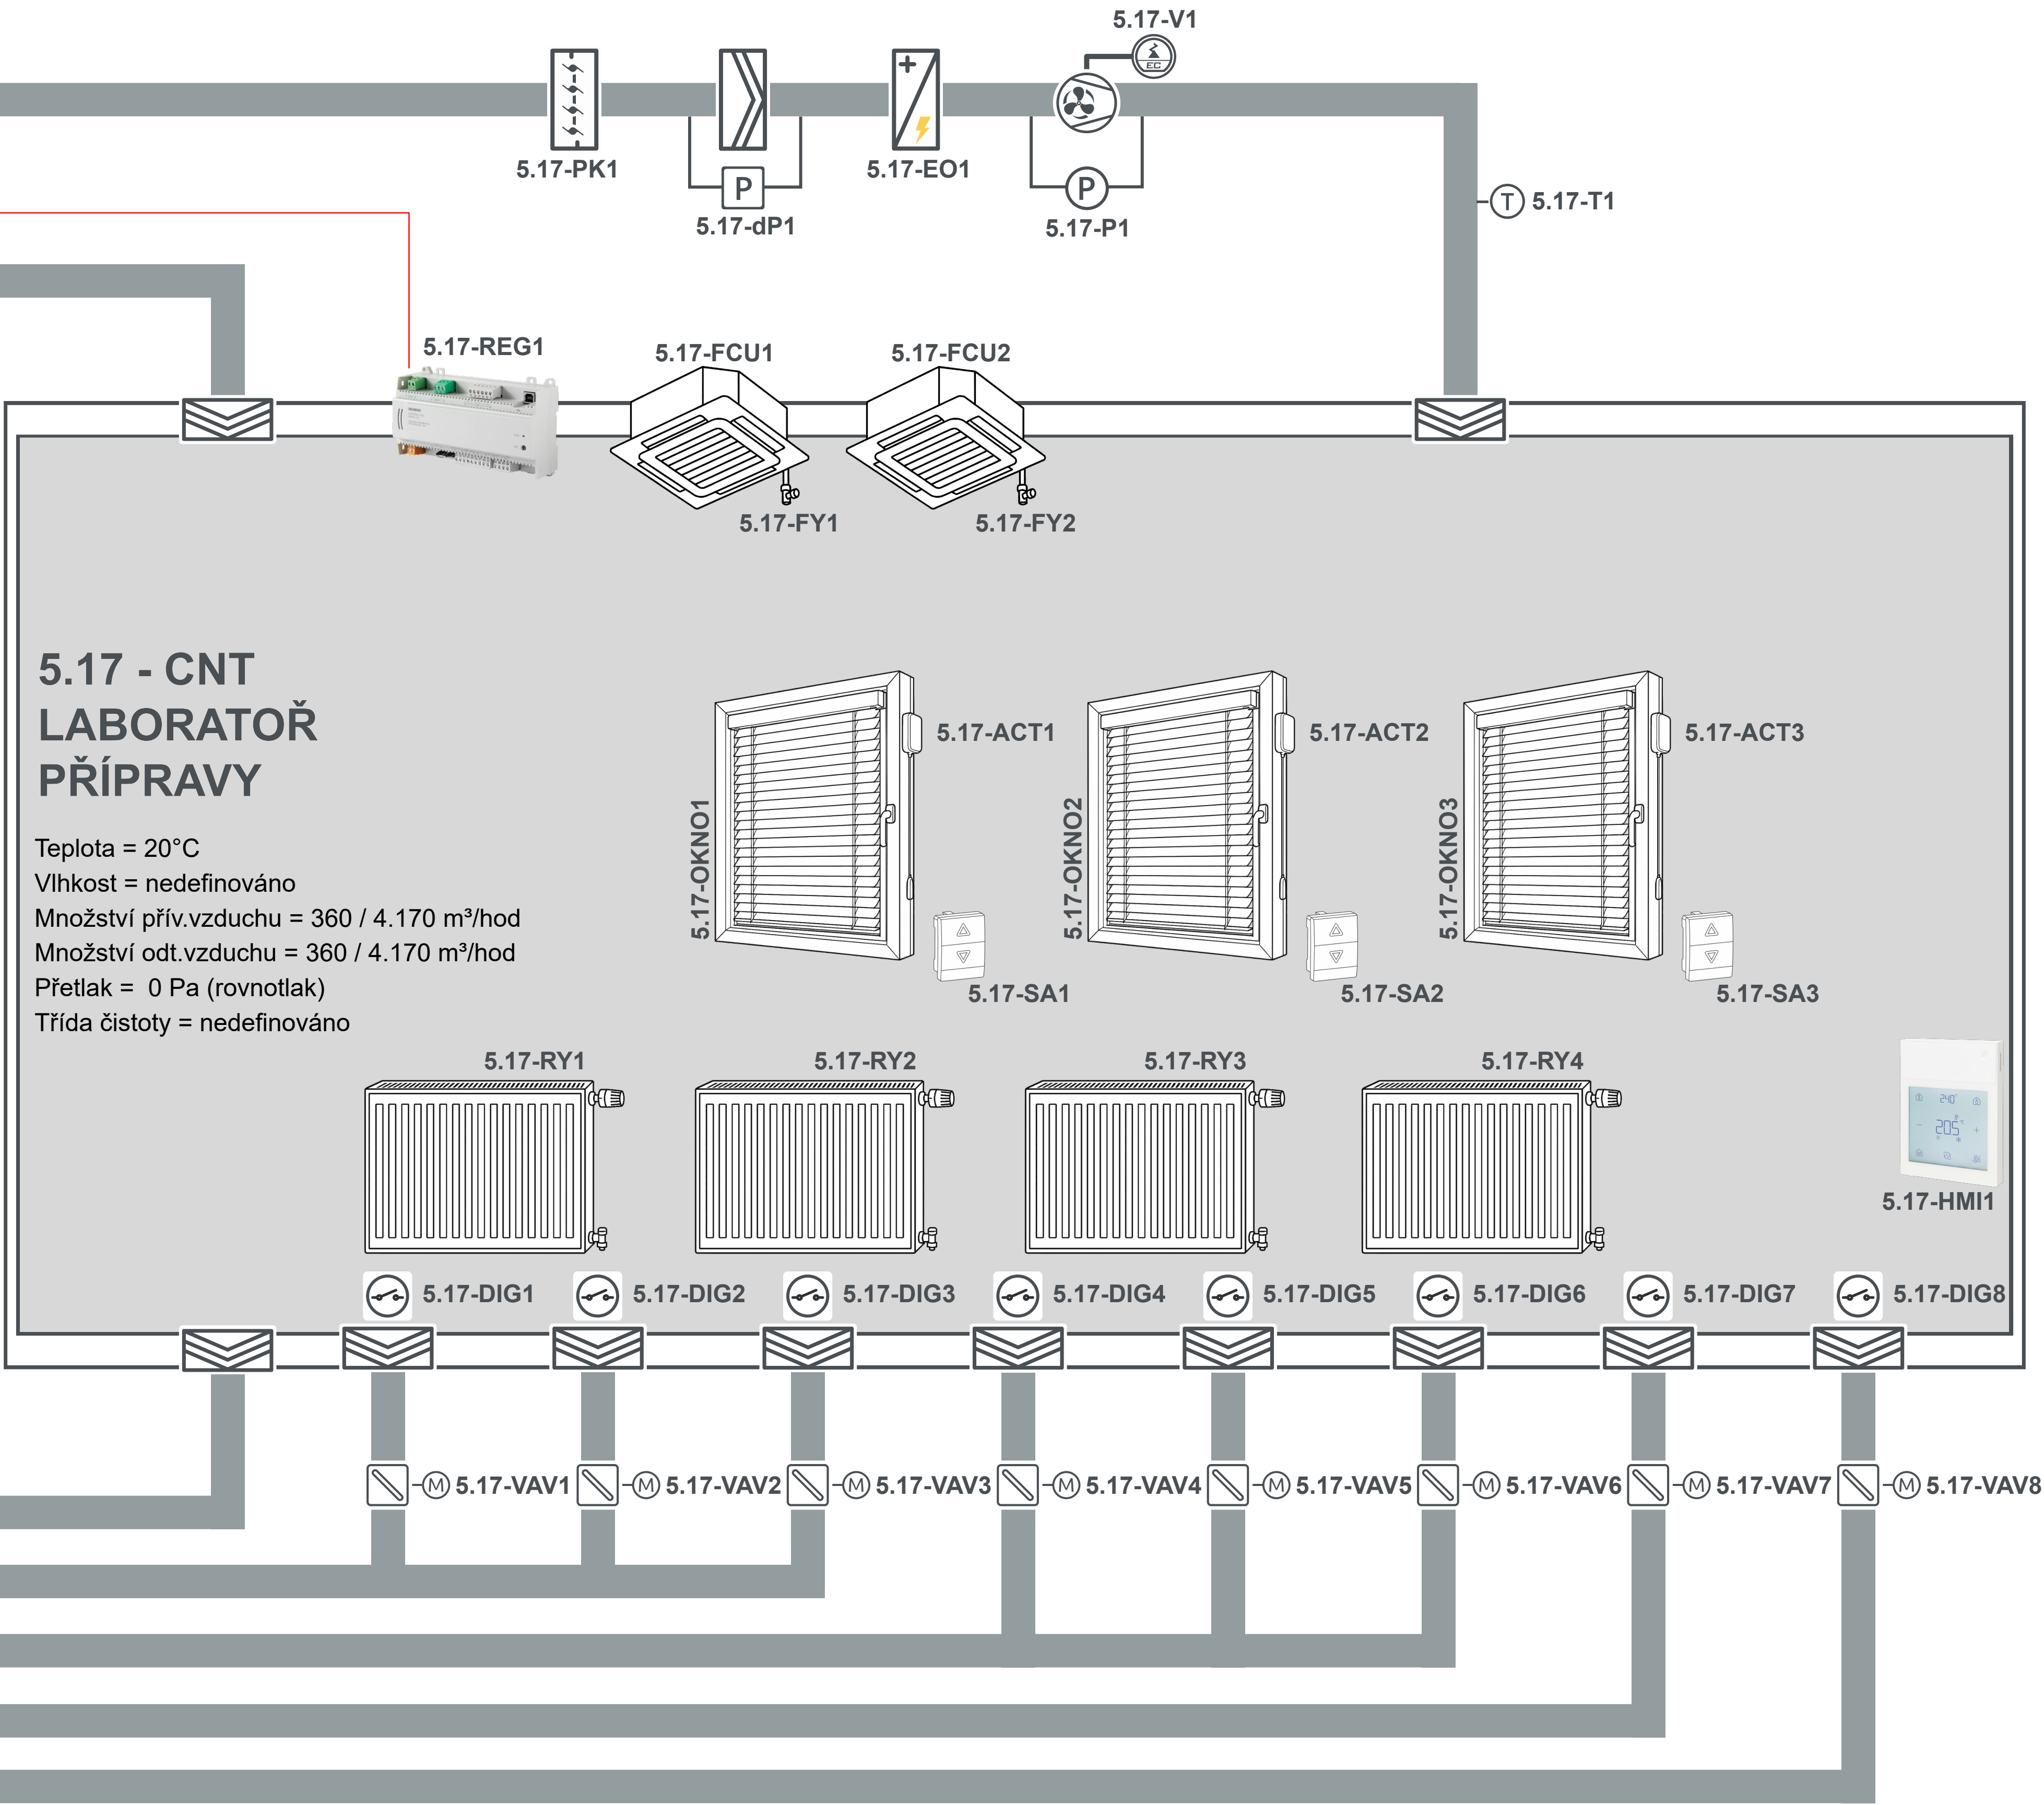 5.17-V1
EC
5.17-PK1
P
5.17-dP1
5.17-EO1
P
5.17-P1
T 5.17-T1
5.17-REG1
5.17-FCU1
5.17-FCU2
5.17-FY1
5.17-FY2
5.17 - CNT
LABORATOŘ
PŘÍPRAVY
Teplota = 20°C
Vlhkost = nedefinováno
Množství přív.vzduchu = 360 / 4.170 m³/hod
Množství odt.vzduchu = 360 / 4.170 m³/hod
Přetlak =  0 Pa (rovnotlak)
Třída čistoty = nedefinováno
5.17-OKNO1
5.17-ACT1
5.17-SA1
5.17-OKNO2
5.17-ACT2
5.17-SA2
5.17-OKNO3
5.17-ACT3
5.17-SA3
5.17-RY1
5.17-RY2
5.17-RY3
5.17-RY4
240°
20.5
5.17-HMI1
5.17-DIG1
5.17-DIG2
5.17-DIG3
5.17-DIG4
5.17-DIG5
5.17-DIG6
5.17-DIG7
5.17-DIG8
M 5.17-VAV1
M 5.17-VAV2
M 5.17-VAV3
M 5.17-VAV4
M 5.17-VAV5
M 5.17-VAV6
M 5.17-VAV7
M 5.17-VAV8